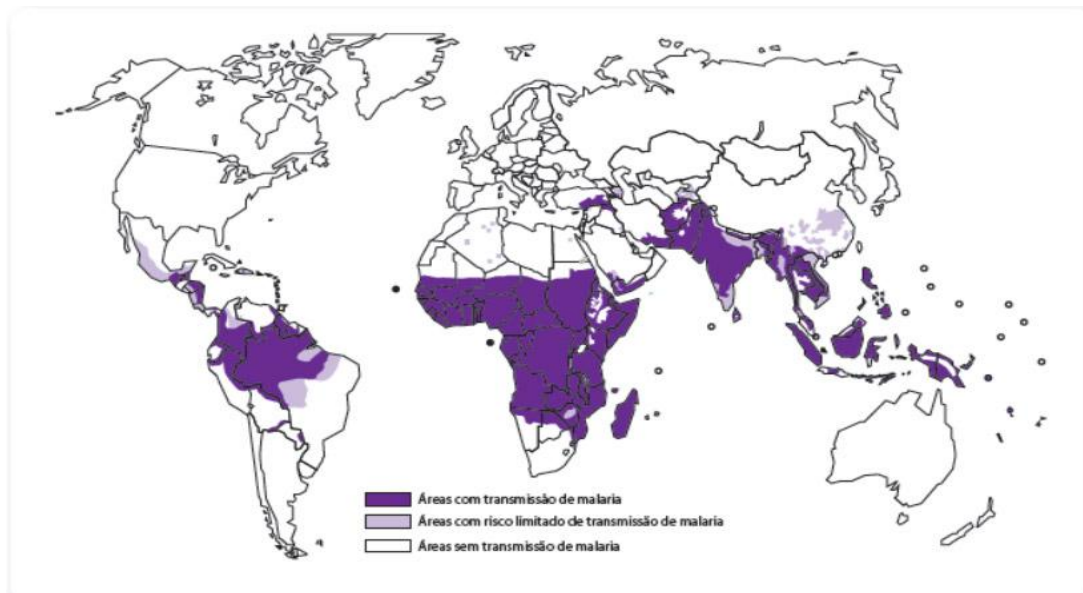 Áreas com transmissão de malaria
Áreas com risco limitado de transmissão de malaria
Áreas sem transmissão de malaria